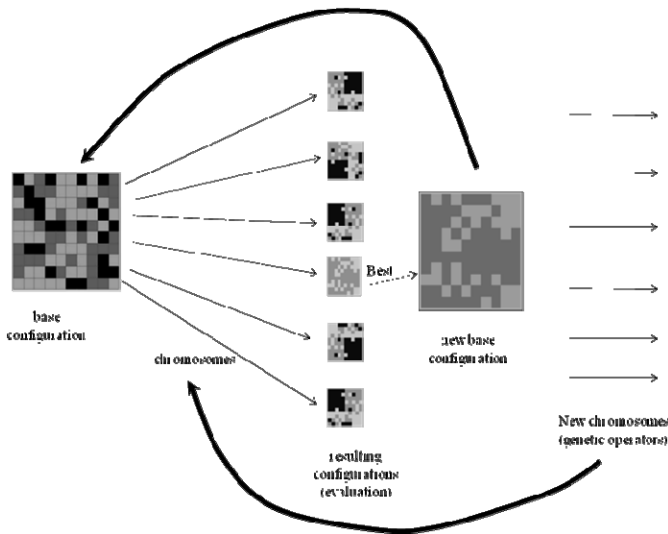 Best
base
configuration
chromosomes
new base
configuration
New chromosomes
(genetic operators)
resulting
configurations
(evaluation)